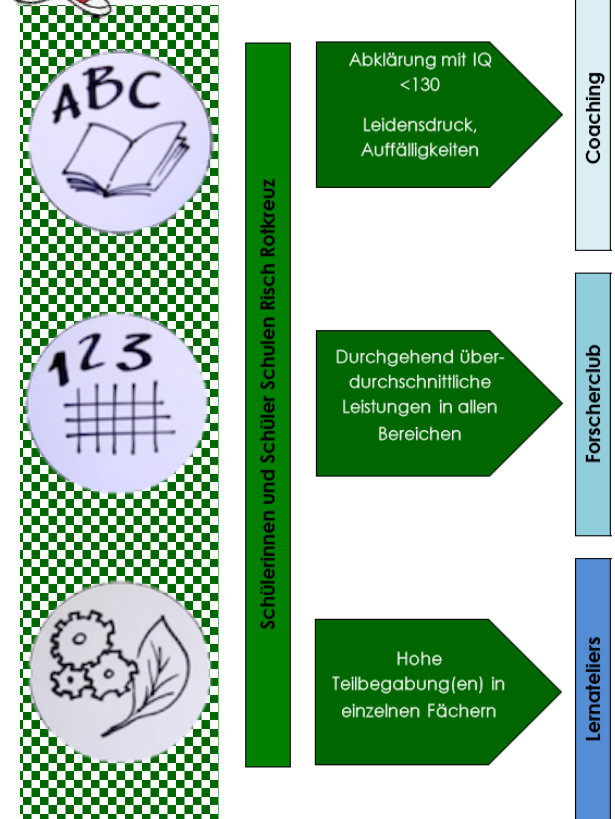 ABC
123
Schülerinnen und Schüler Schulen Risch Rotkreuz
Abklärung mit IQ
<130
Leidensdruck,
Auffälligkeiten
Coaching
Durchgehend über-
durchschnittliche
Leistungen in allen
Bereichen
Forscherclub
Hohe
Teilbegabung(en) in
einzelnen Fächern
Lernateliers